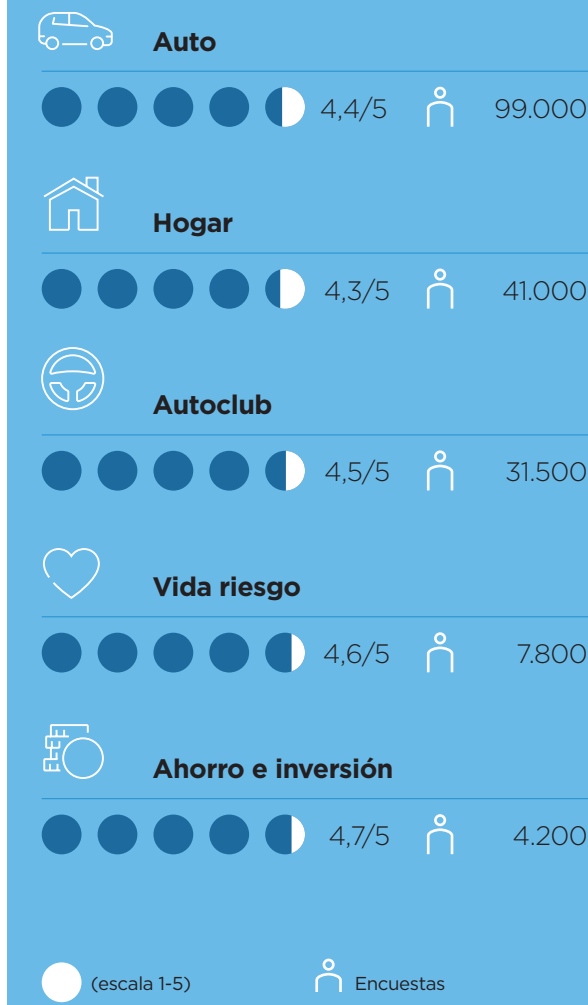 Auto
4,4/5 99.000
Hogar
4,3/5 41.000
Autoclub
4,5/5 31.500
Vida riesgo
4,6/5 7.800
Ahorro e inversión
4,7/5 4.200
(escala 1-5) Encuestas